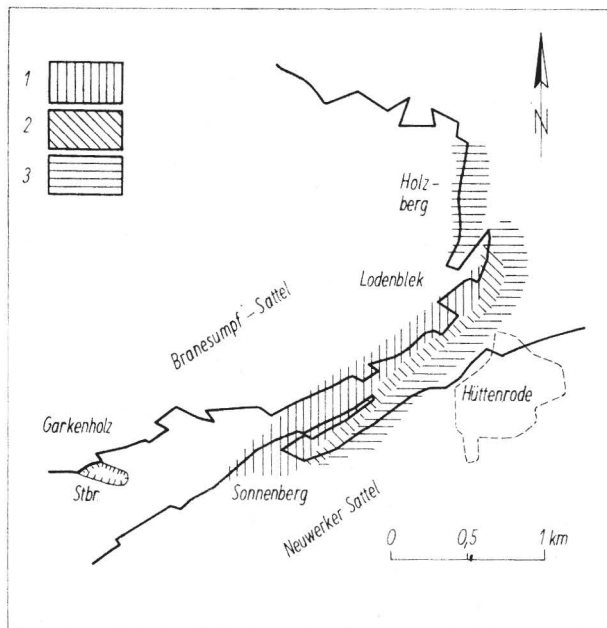 1
2
3
N
Holz-
berg
Lodenblek
Branesumpf-Sattel
Garkenholz
Hüttenrode
Stbr.
Sonnenberg
Neuwerker Sattel
0 0,5 1 km